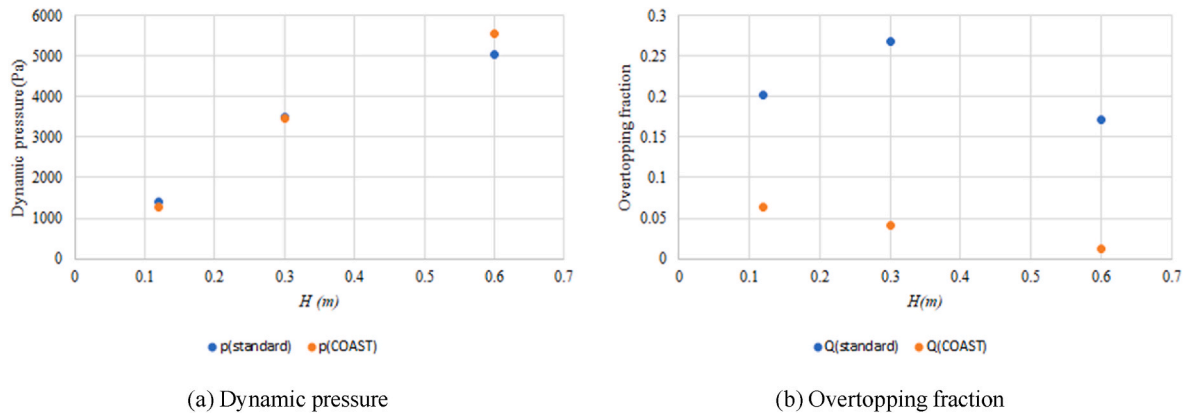 6000
5000
4000
3000
2000
1000
0
0 0.1 0.2 0.3 0.4 0.5 0.6 0.7
Dynamic pressure(Pa)
H (m)
p(standard) p(COAST)
(a) Dynamic pressure
0.3
0.25
0.2
0.15
0.1
0.05
0
0 0.1 0.2 0.3 0.4 0.5 0.6 0.7
Overtopping fraction
H(m)
Q(standard) Q(COAST)
(b) Overtopping fraction